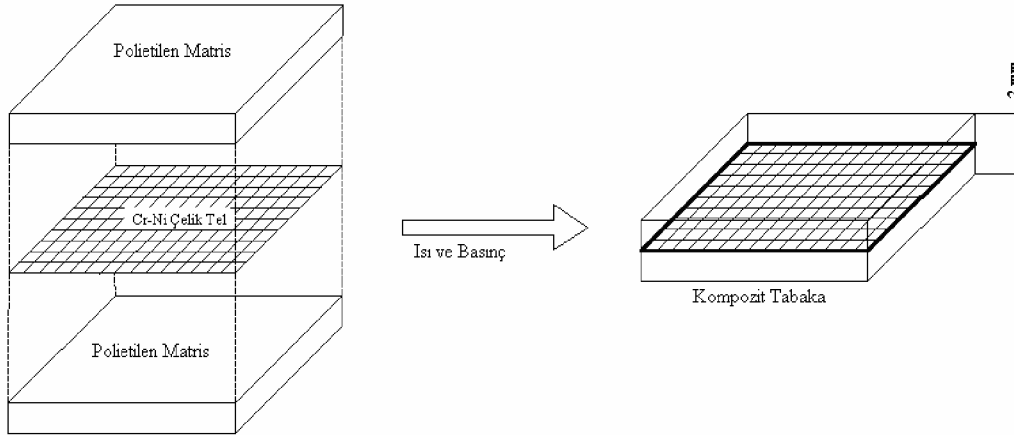 Polietilen Matris
Cr-Ni Çelik Tel
Polietilen Matris
Isı ve Basınç
Kompozit Tabaka